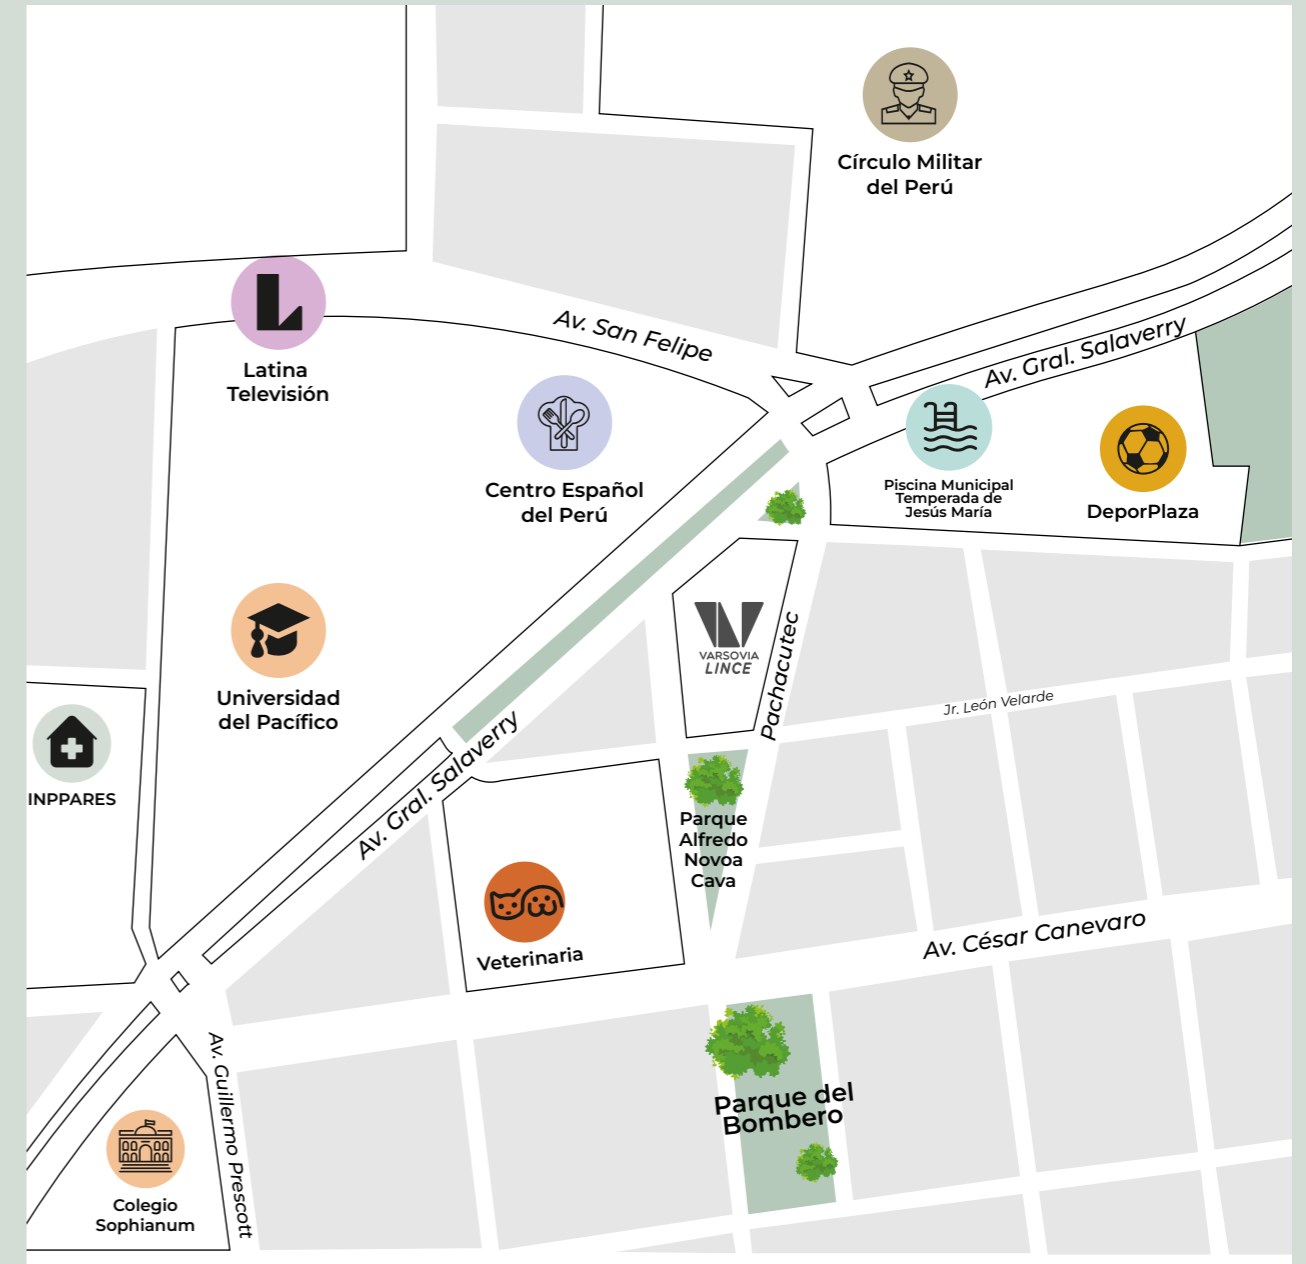 Círculo Militar
del Perú
Av. San Felipe
Av. Gral. Salaverry
Latina
Televisión
Centro Español
del Perú
Piscina Municipal
Temperada de
Jesús María
DeporPlaza
VARSOVIA
LINCE
Pachacutec
Universidad
del Pacífico
Jr. León Velarde
INPPARES
Av. Gral. Salaverry
Parque
Alfredo
Novoa
Cava
Veterinaria
Av. César Canevaro
Av. Guillermo Prescott
Parque del
Bombero
Colegio
Sophianum